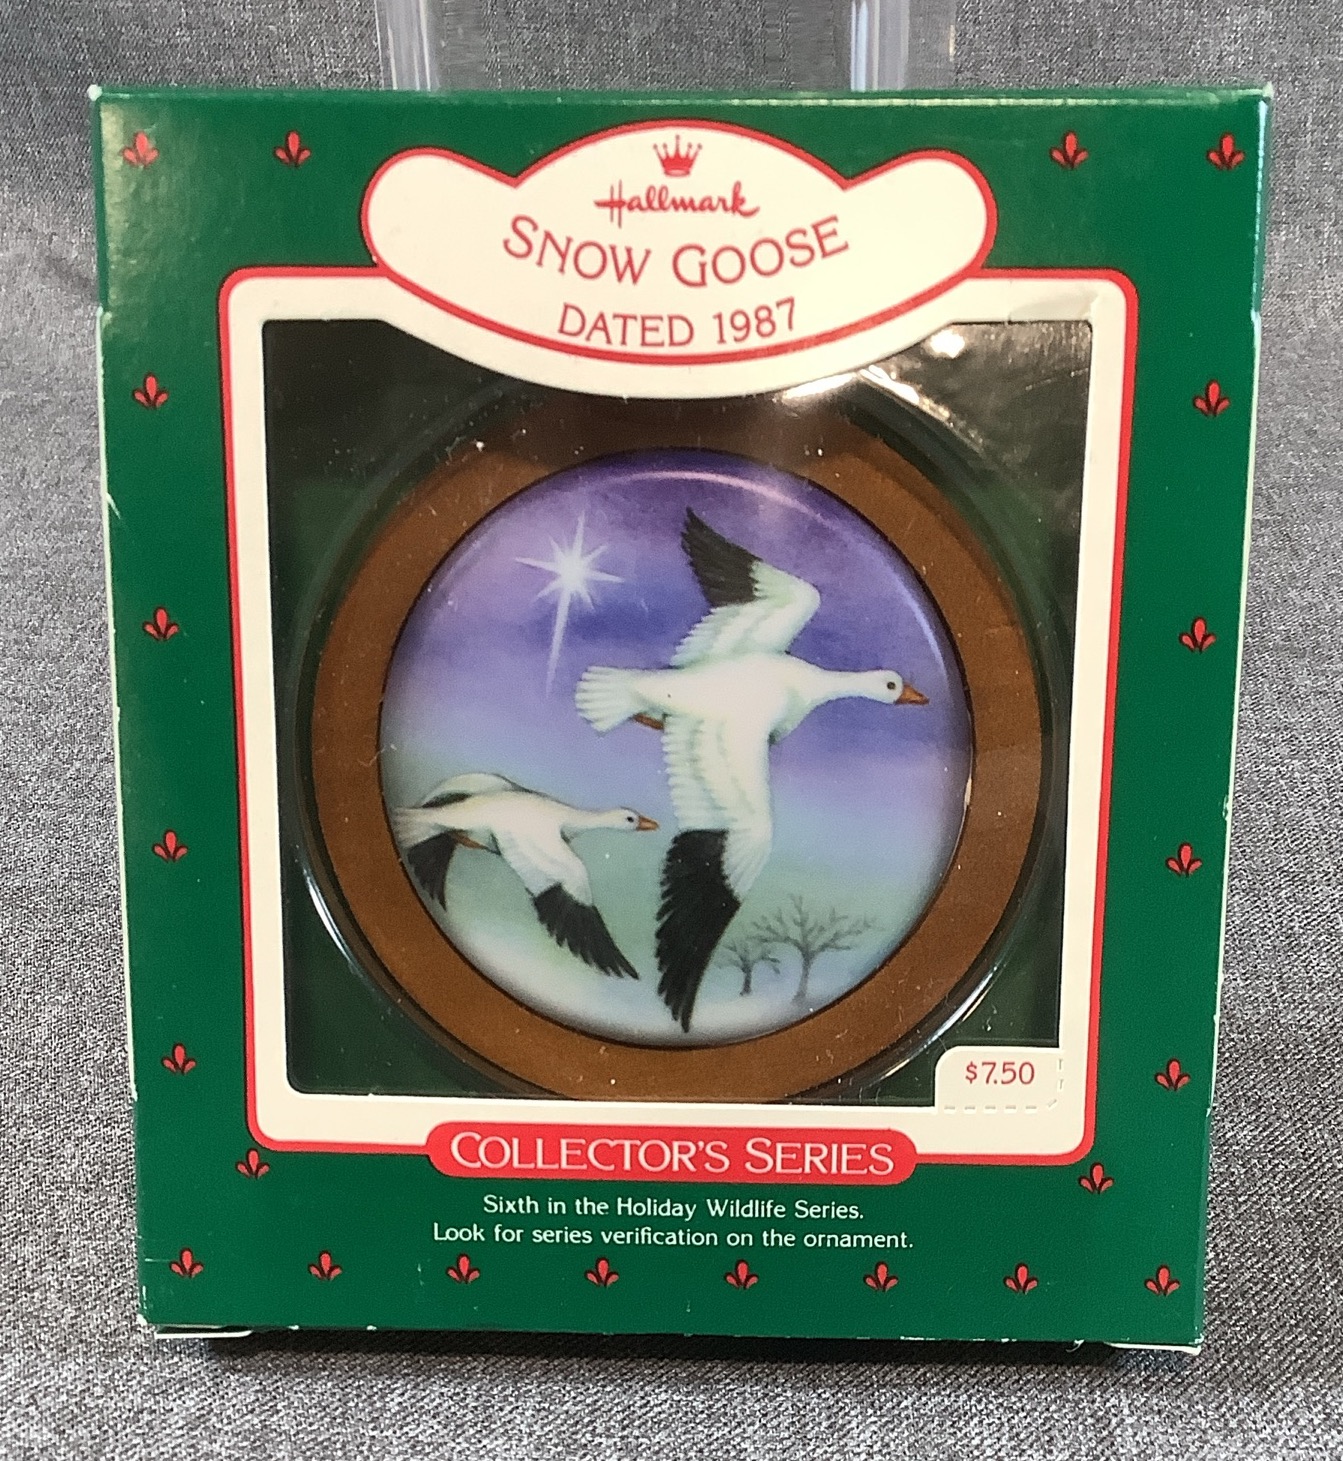 Hallmark
SNOW GOOSE
DATED 1987
$7.50
COLLECTOR'S SERIES
Sixth in the Holiday Wildlife Series.
Look for series verification on the ornament.